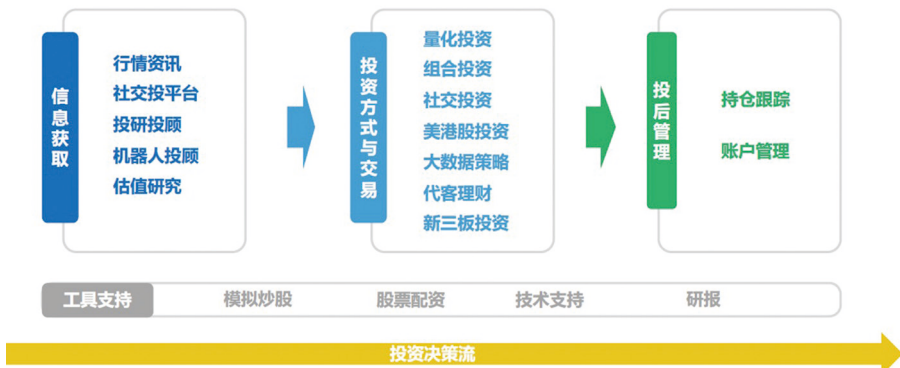 信息获取
行情资讯
社交投平台
投研投顾
机器人投顾
估值研究
投资方式与交易
量化投资
组合投资
社交投资
美港股投资
大数据策略
代客理财
新三板投资
投后管理
持仓跟踪
账户管理
工具支持 模拟炒股 股票配资 技术支持 研报
投资决策流